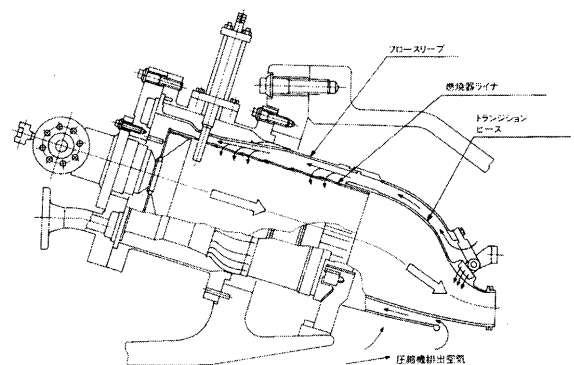 フロースリーブ
燃焼器ライナ
トランジション
ピース
圧縮機排出空気